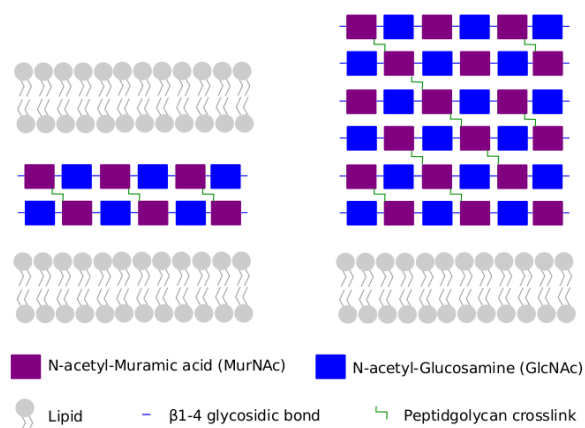 N-acetyl-Muramic acid (MurNAc)
N-acetyl-Glucosamine (GlcNAc)
Lipid
β1-4 glycosidic bond
Peptidgolycan crosslink